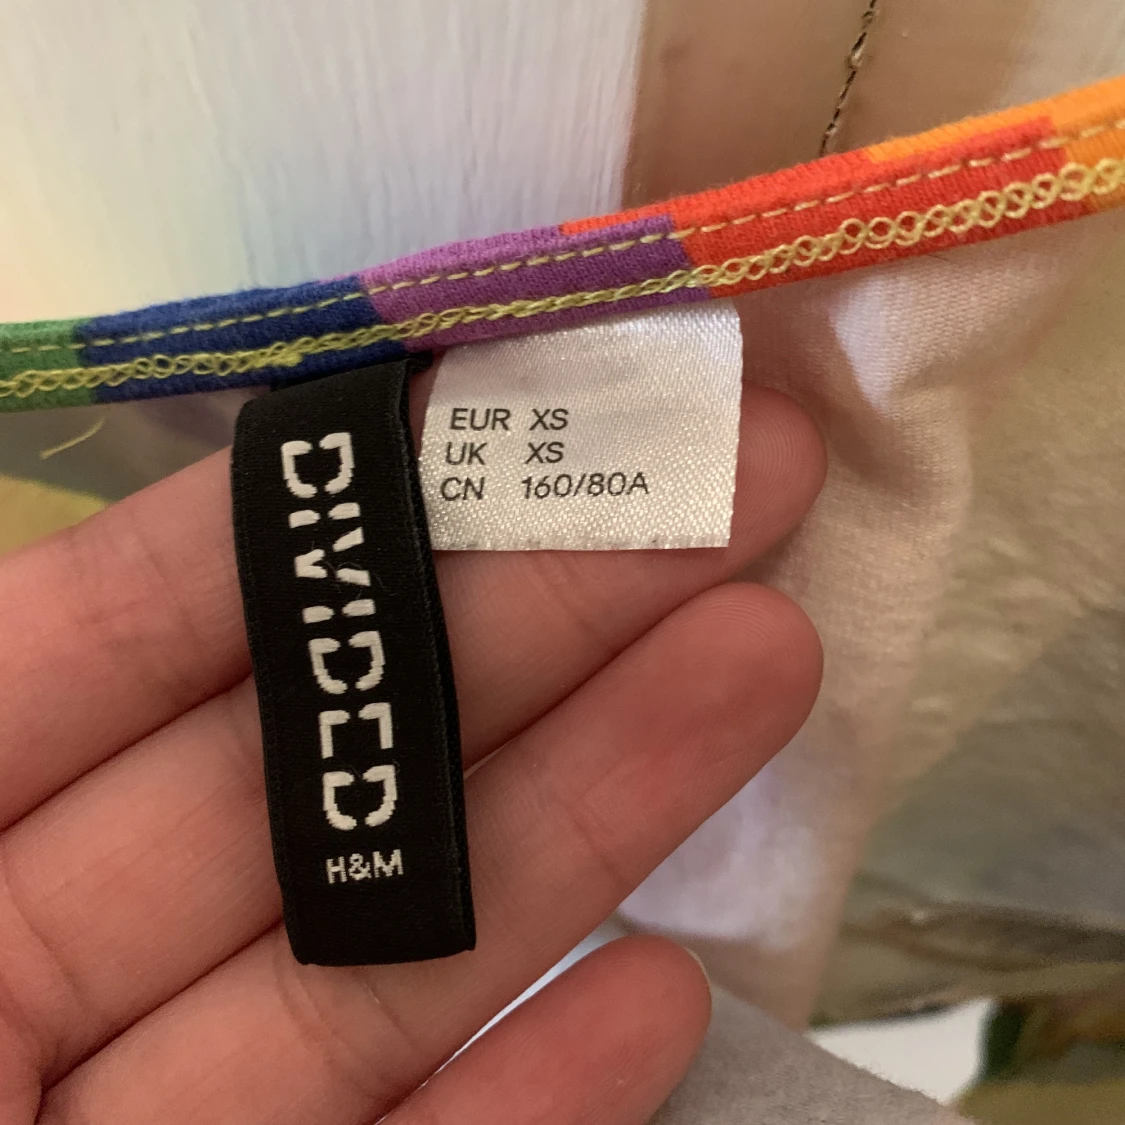 DIVIDED
H&M
EUR XS
UK XS
CN 160/80A